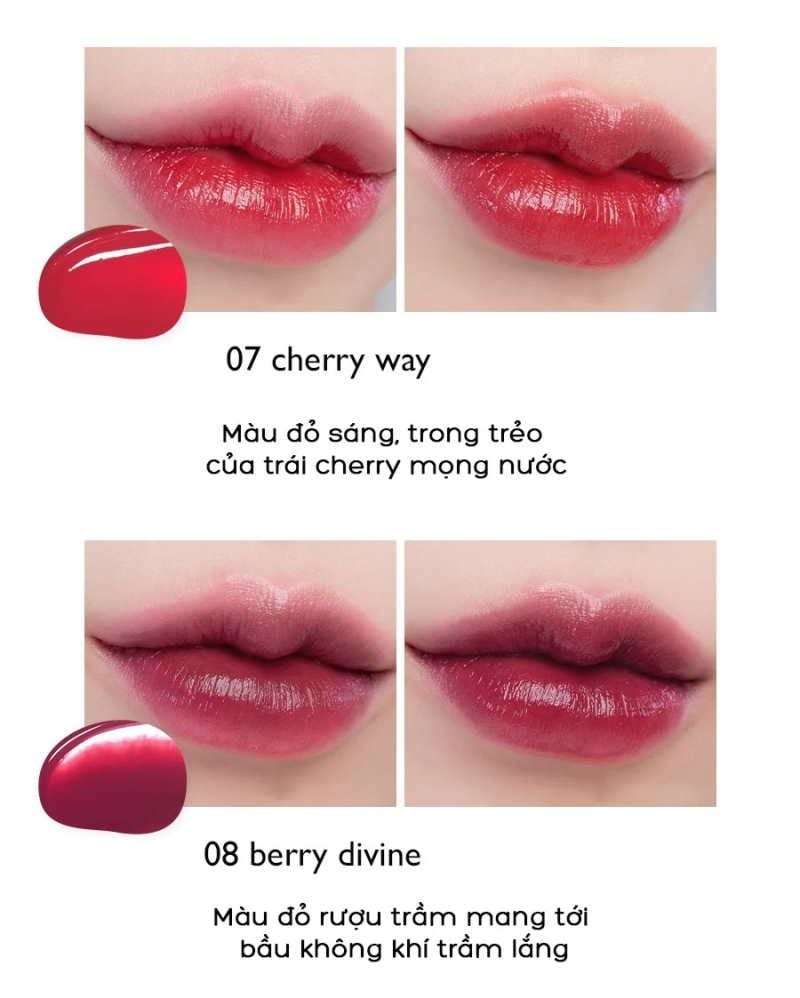 07 cherry way
Màu đỏ sáng, trong trẻo
của trái cherry mọng nước
08 berry divine
Màu đỏ rượu trầm mang tới
bầu không khí trầm lắng